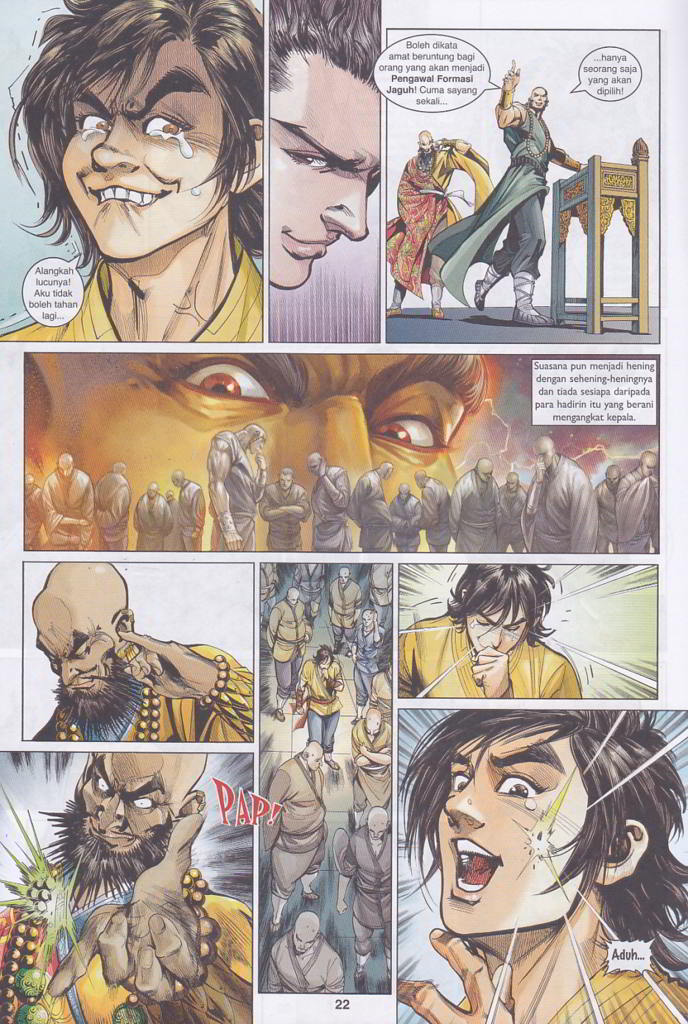 Alangkah
lucunya!
Aku tidak
boleh tahan
lagi...
Boleh dikata
amat beruntung bagi
orang yang akan menjadi
Pengawal Formasi
Jaguh! Cuma sayang
sekali...
...hanya
seorang saja
yang akan
dipilih!
Suasana pun menjadi hening
dengan sehening-heningnya
dan tiada sesiapa daripada
para hadirin itu yang berani
mengangkat kepala.
PAP!
Aduh...
22